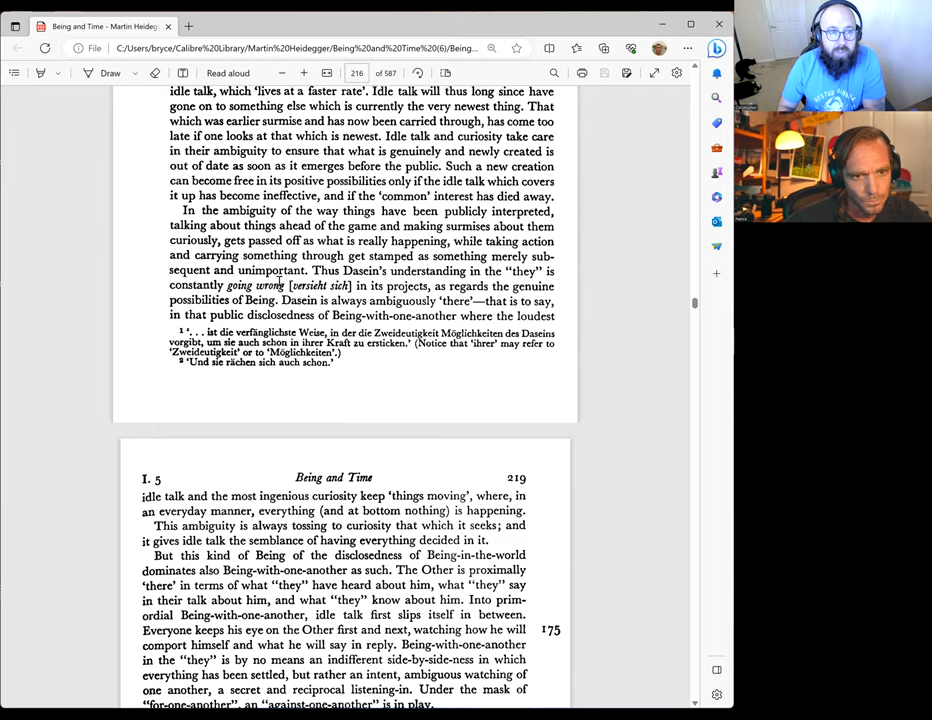 Being and Time - Martin Heideg
File
C:/Users/bryce/Calibre%20Library/Martin%20Heidegger/Being%20and%20Time%20(6)/Being...
Draw
Read aloud
216
of 587
idle talk, which ‘lives at a faster rate’. Idle talk will thus long since have
gone on to something else which is currently the very newest thing. That
which was earlier surmise and has now been carried through, has come too
late if one looks at that which is newest. Idle talk and curiosity take care
in their ambiguity to ensure that what is genuinely and newly created is
out of date as soon as it emerges before the public. Such a new creation
can become free in its positive possibilities only if the idle talk which covers
it up has become ineffective, and if the ‘common’ interest has died away.
In the ambiguity of the way things have been publicly interpreted,
talking about things ahead of the game and making surmises about them
curiously, gets passed off as what is really happening, while taking action
and carrying something through get stamped as something merely sub-
sequent and unimportant. Thus Dasein's understanding in the “they” is
constantly going wrong [versieht sich] in its projects, as regards the genuine
possibilities of Being. Dasein is always ambiguously ‘there’—that is to say,
in that public disclosedness of Being-with-one-another where the loudest
1 ‘. . . ist die verfänglichste Weise, in der die Zweideutigkeit Möglichkeiten des Daseins
vorgibt, um sie auch schon in ihrer Kraft zu ersticken.’ (Notice that ‘ihrer’ may refer to
‘Zweideutigkeit’ or to ‘Möglichkeiten’.)
2 ‘Und sie rächen sich auch schon.’
I. 5
Being and Time
219
idle talk and the most ingenious curiosity keep ‘things moving’, where, in
an everyday manner, everything (and at bottom nothing) is happening.
This ambiguity is always tossing to curiosity that which it seeks; and
it gives idle talk the semblance of having everything decided in it.
But this kind of Being of the disclosedness of Being-in-the-world
dominates also Being-with-one-another as such. The Other is proximally
‘there’ in terms of what “they” have heard about him, what “they” say
in their talk about him, and what “they” know about him. Into prim-
ordial Being-with-one-another, idle talk first slips itself in between.
Everyone keeps his eye on the Other first and next, watching how he will
175
comport himself and what he will say in reply. Being-with-one-another
in the “they” is by no means an indifferent side-by-side-ness in which
everything has been settled, but rather an intent, ambiguous watching of
one another, a secret and reciprocal listening-in. Under the mask of
“for-one-another”, an “against-one-another” is in play.